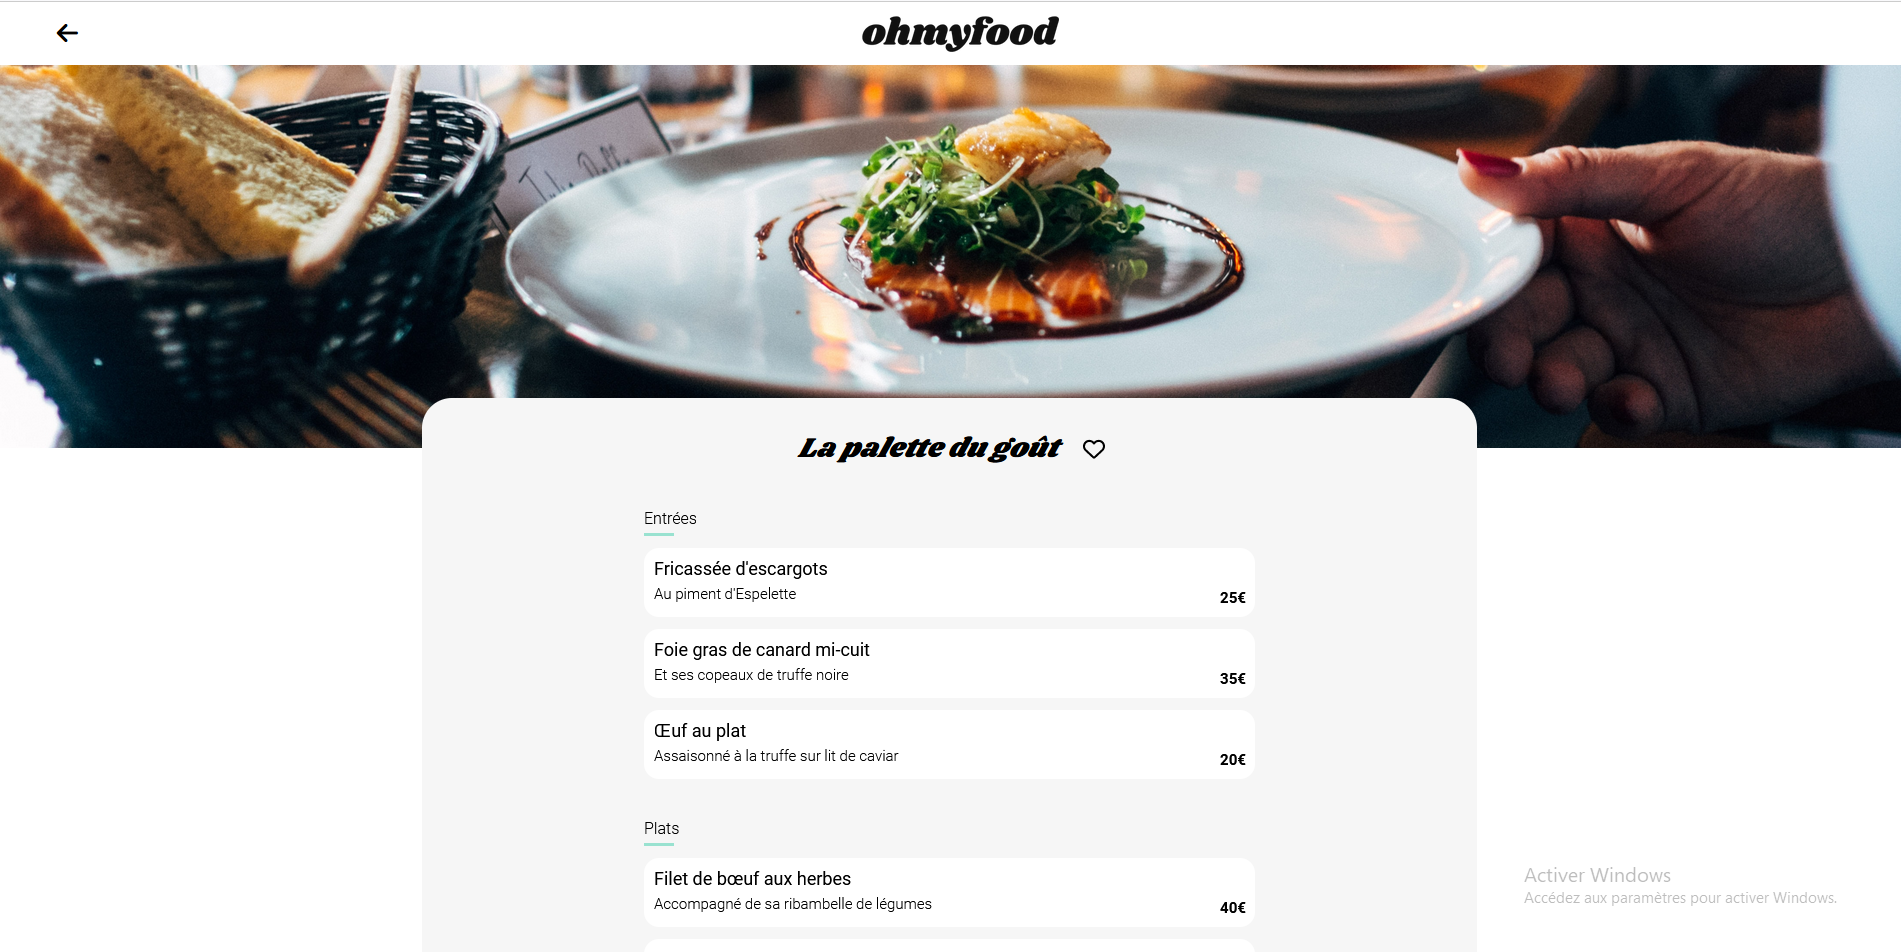 ohmyfood
La palette du goût
Entrées
Fricassée d'escargots
Au piment d'Espelette
25€
Foie gras de canard mi-cuit
Et ses copeaux de truffe noire
35€
Œuf au plat
Assaisonné à la truffe sur lit de caviar
20€
Plats
Filet de bœuf aux herbes
Accompagné de sa ribambelle de légumes
40€
Activer Windows
Accédez aux paramètres pour activer Windows.